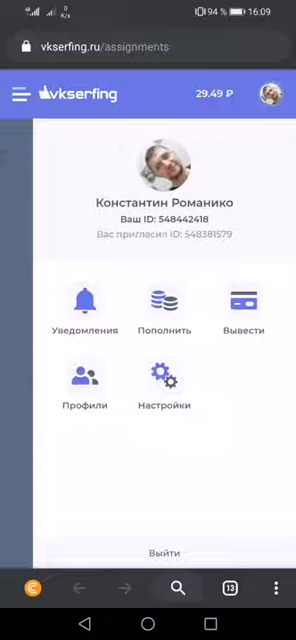 94 % 16:09
0
K/s
vkserfing.ru/assignments
vkserfing 29.49 ₽
Константин Романико
Ваш ID: 548442418
Вас пригласил ID: 548381579
Уведомления Пополнить Вывести
Профили Настройки
Выйти
13